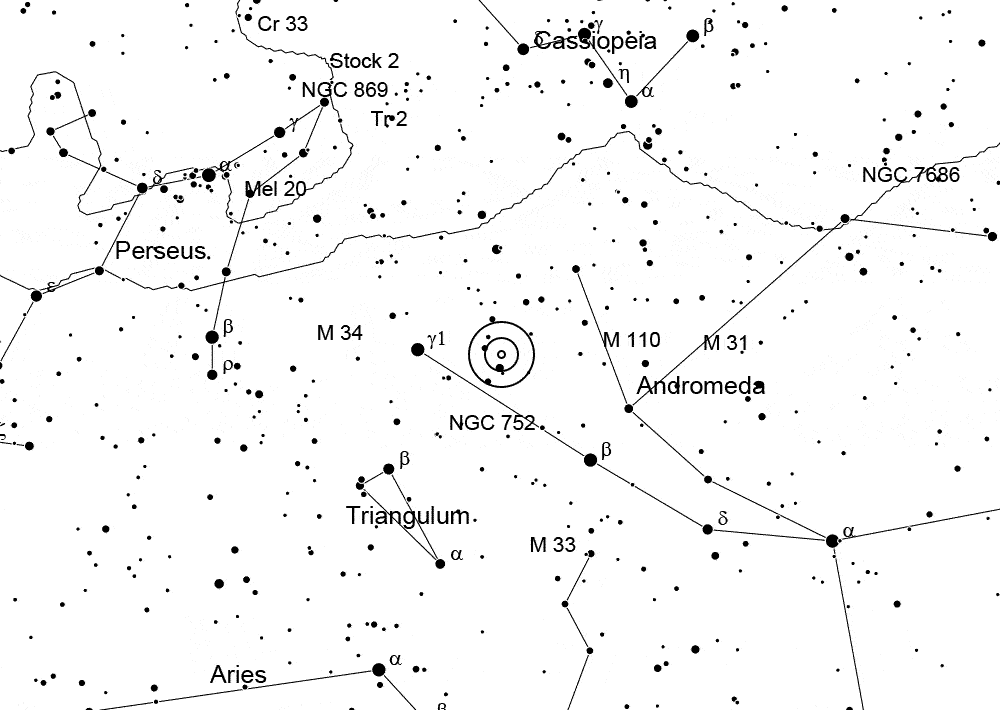 Cr 33
γ
δ
Cassiopeia
β
Stock 2
η
NGC 869
α
Tr 2
γ
α
δ
NGC 7686
Mel 20
Perseus
ε
β
M 34
γ1
M 110
M 31
ρ
Andromeda
NGC 752
β
β
Triangulum
δ
α
M 33
α
α
Aries
β